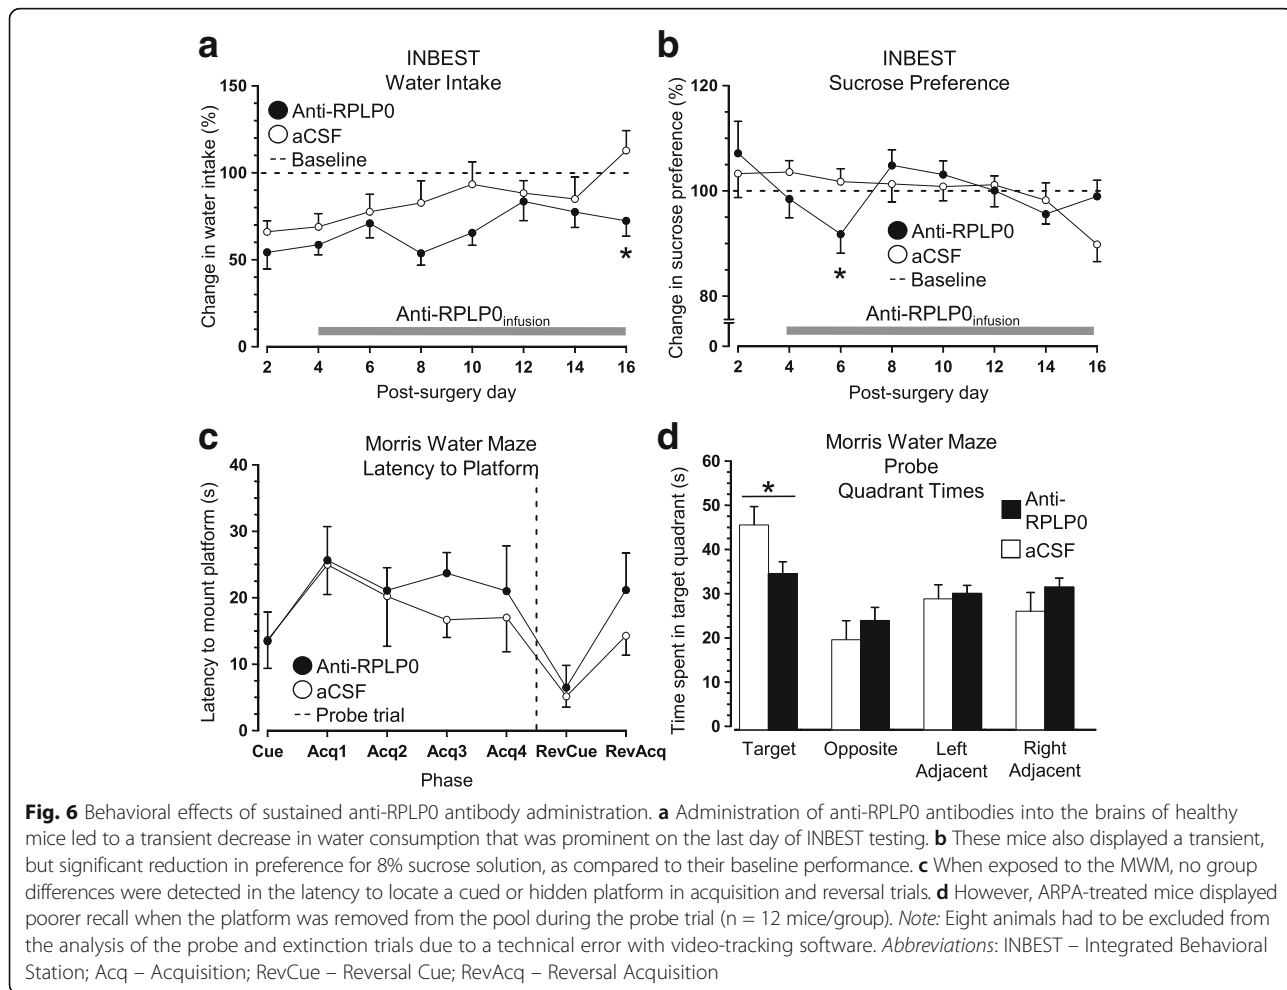 a
INBEST
Water Intake
150
100
50
0
Change in water intake (%)
Anti-RPLP0
aCSF
Baseline
*
Anti-RPLP0infusion
2 4 6 8 10 12 14 16
Post-surgery day
b
INBEST
Sucrose Preference
120
100
80
0
Change in sucrose preference (%)
Anti-RPLP0
aCSF
Baseline
*
Anti-RPLP0infusion
2 4 6 8 10 12 14 16
Post-surgery day
c
Morris Water Maze
Latency to Platform
40
30
20
10
0
Latency to mount platform (s)
Anti-RPLP0
aCSF
Probe trial
Cue Acq1 Acq2 Acq3 Acq4 RevCue RevAcq
Phase
d
Morris Water Maze
Probe
Quadrant Times
60
50
40
30
20
10
0
Time spent in target quadrant (s)
*
Anti-
RPLP0
aCSF
Target Opposite Left Right
Adjacent Adjacent
Fig. 6 Behavioral effects of sustained anti-RPLP0 antibody administration. a Administration of anti-RPLP0 antibodies into the brains of healthy
mice led to a transient decrease in water consumption that was prominent on the last day of INBEST testing. b These mice also displayed a transient,
but significant reduction in preference for 8% sucrose solution, as compared to their baseline performance. c When exposed to the MWM, no group
differences were detected in the latency to locate a cued or hidden platform in acquisition and reversal trials. d However, ARPA-treated mice displayed
poorer recall when the platform was removed from the pool during the probe trial (n = 12 mice/group). Note: Eight animals had to be excluded from
the analysis of the probe and extinction trials due to a technical error with video-tracking software. Abbreviations: INBEST – Integrated Behavioral
Station; Acq – Acquisition; RevCue – Reversal Cue; RevAcq – Reversal Acquisition